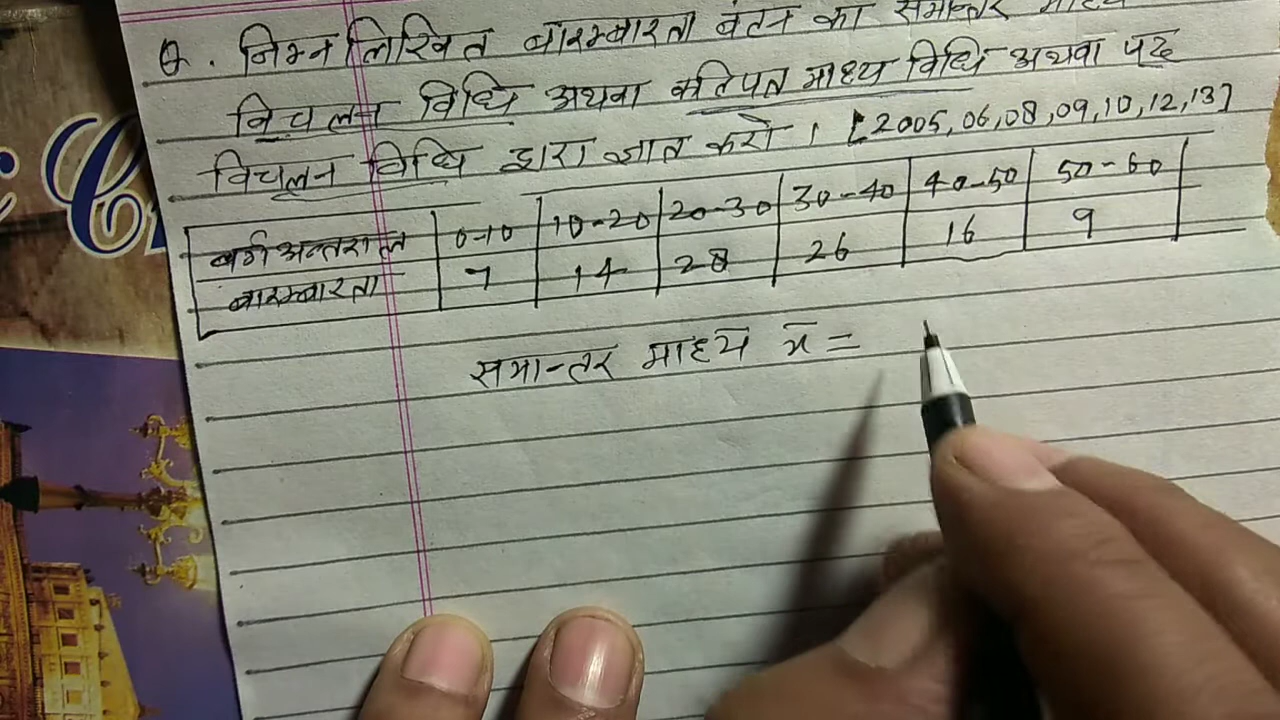 Q. निम्न लिखित बारम्बारता बंटन का समान्तर माध्य
विचलन विधि अथवा कल्पित माध्य विधि अथवा पद
विचलन विधि द्वारा ज्ञात करो। [2005,06,08,09,10,12,13]
वर्ग अन्तराल 0-10 10-20 20-30 30-40 40-50 50-60
बारम्बारता 7 14 28 26 16 9
समान्तर माध्य x̄ =